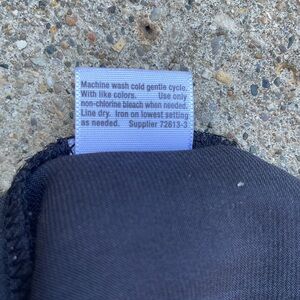 Machine wash cold gentle cycle.
With like colors. Use only
non-chlorine bleach when needed.
Line dry. Iron on lowest setting
as needed. Supplier 72613-3